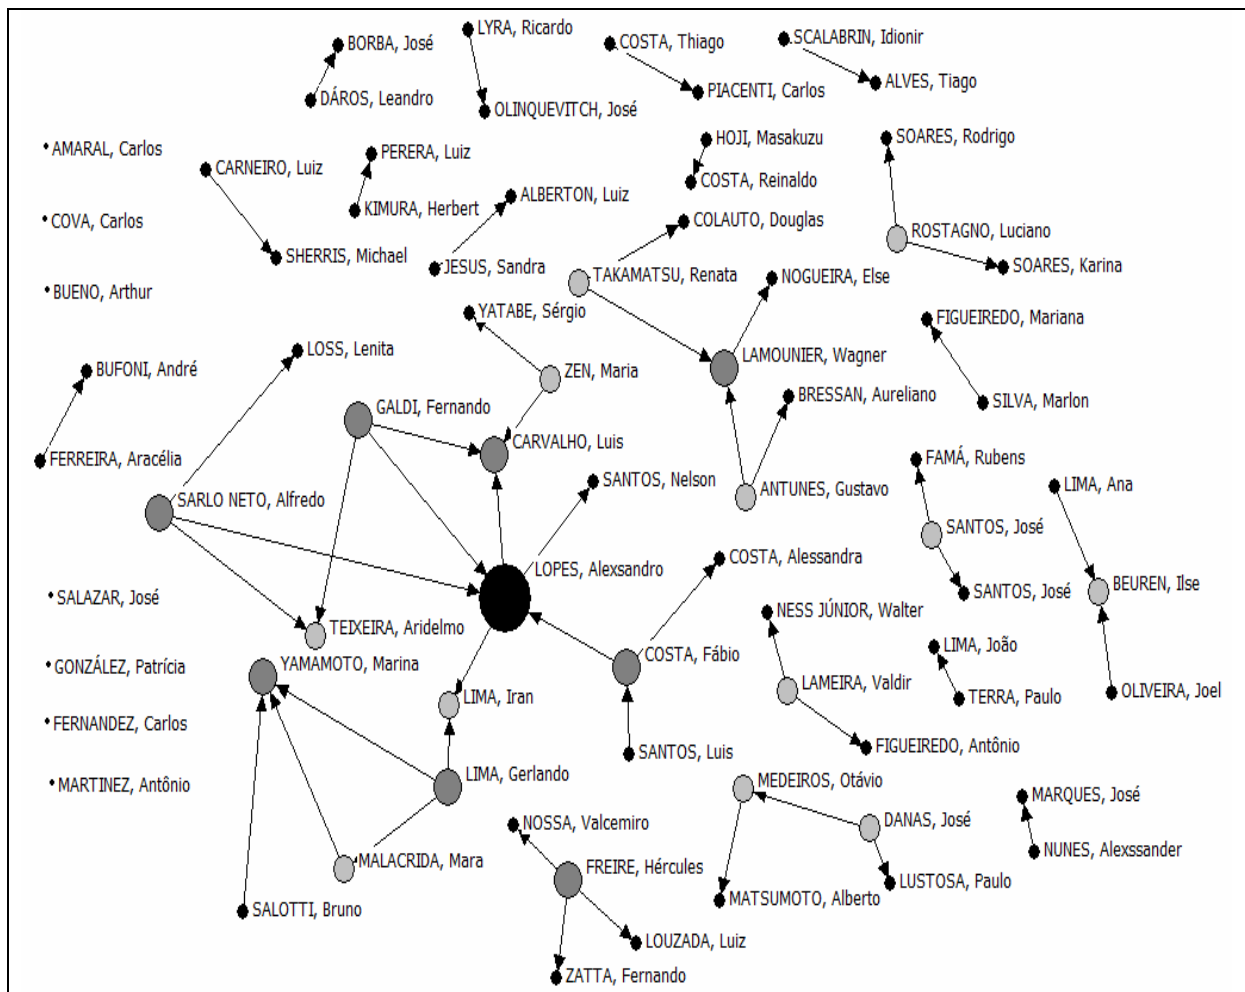 LYRA, Ricardo
SCALABRIN, Idionir
BORBA, José
COSTA, Thiago
ALVES, Tiago
PIACENTI, Carlos
DÁROS, Leandro
OLINQUEVITCH, José
HOJI, Masakuzu
SOARES, Rodrigo
AMARAL, Carlos
PERERA, Luiz
CARNEIRO, Luiz
COSTA, Reinaldo
ALBERTON, Luiz
KIMURA, Herbert
COVA, Carlos
COLAUTO, Douglas
ROSTAGNO, Luciano
SHERRIS, Michael
JESUS, Sandra
TAKAMATSU, Renata
NOGUEIRA, Else
SOARES, Karina
BUENO, Arthur
YATABE, Sérgio
FIGUEIREDO, Mariana
LOSS, Lenita
LAMOUNIER, Wagner
BUFONI, André
ZEN, Maria
BRESSAN, Aureliano
SILVA, Marlon
GALDI, Fernando
CARVALHO, Luis
FERREIRA, Aracélia
FAMÁ, Rubens
SANTOS, Nelson
LIMA, Ana
ANTUNES, Gustavo
SARLO NETO, Alfredo
SANTOS, José
COSTA, Alessandra
LOPES, Alexsandro
BEUREN, Ilse
SANTOS, José
SALAZAR, José
NESS JÚNIOR, Walter
TEIXEIRA, Aridelmo
LIMA, João
COSTA, Fábio
YAMAMOTO, Marina
GONZÁLEZ, Patrícia
LAMEIRA, Valdir
OLIVEIRA, Joel
LIMA, Iran
TERRA, Paulo
FERNANDEZ, Carlos
FIGUEIREDO, Antônio
SANTOS, Luis
MARTINEZ, Antônio
LIMA, Gerlando
MEDEIROS, Otávio
MARQUES, José
NOSSA, Valcemiro
DANAS, José
NUNES, Alexssander
MALACRIDA, Mara
FREIRE, Hércules
LUSTOSA, Paulo
MATSUMOTO, Alberto
SALOTTI, Bruno
LOUZADA, Luiz
ZATTA, Fernando